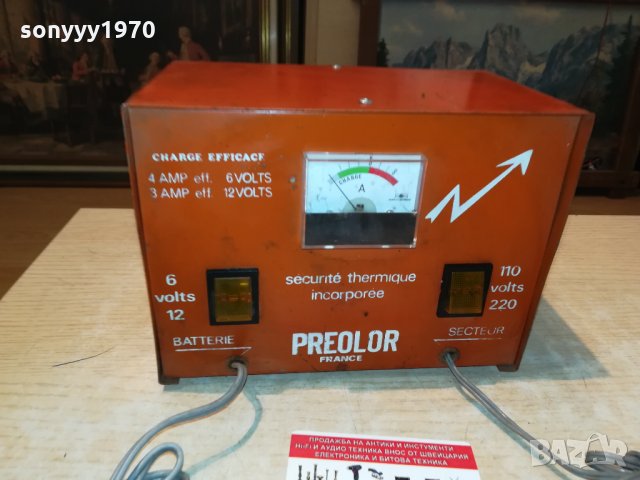 sonyyy1970
CHARGE EFFICACE
4 AMP eff. 6 VOLTS
3 AMP eff. 12 VOLTS
CHARGE
A
6
volts
12
sécurité thermique
incorporée
110
volts
220
BATTERIE
PREOLOR
FRANCE
SECTEUR
ПРОДАЖБА НА АНТИКИ И ИНСТУМЕНТИ
Hi-Fi И АУДИО ТЕХНИКА ВНОС ОТ ШВЕЙЦАРИЯ
ЕЛЕКТРОНИКА И БИТОВА ТЕХНИКА
BAZAR